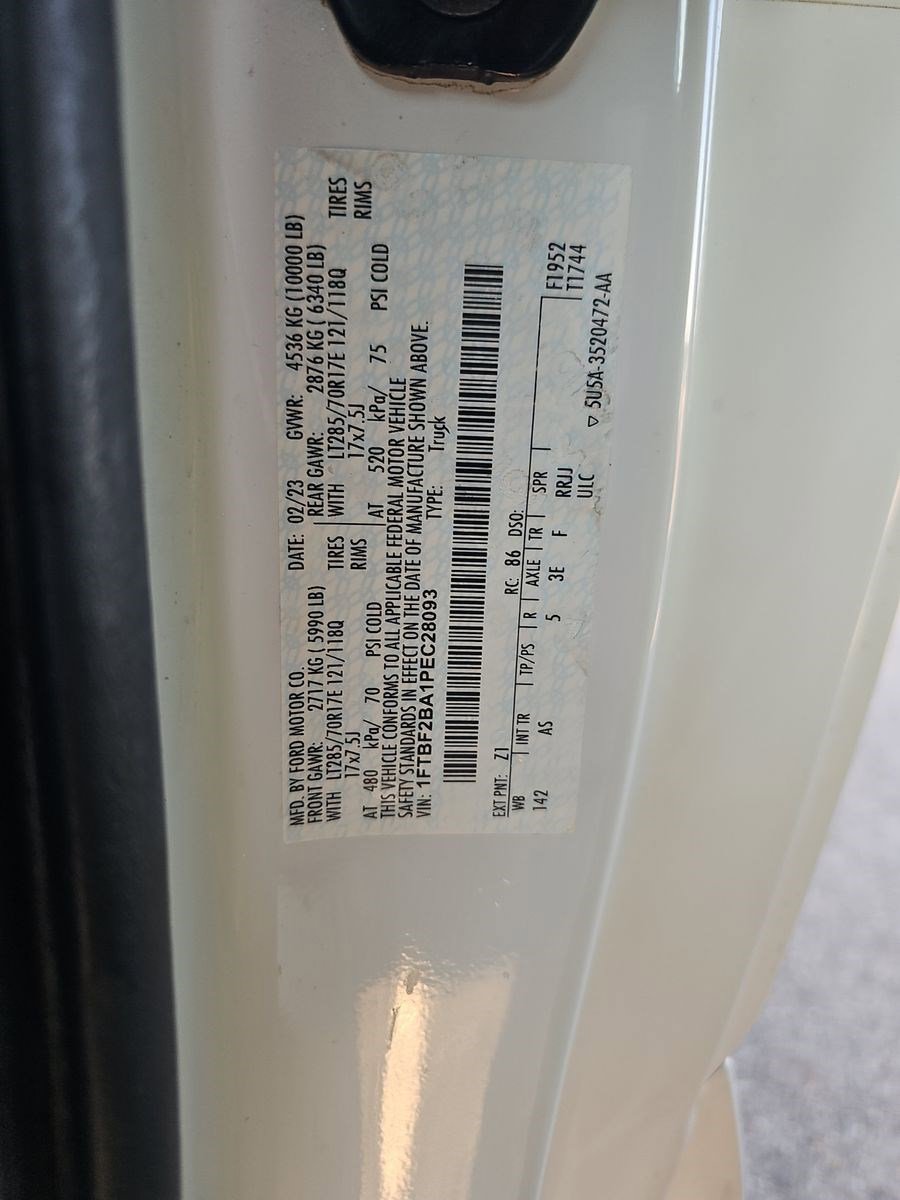 MFD. BY FORD MOTOR CO. DATE: 02/23 GVWR: 4536 KG (10000 LB)
FRONT GAWR: 2717 KG ( 5990 LB) REAR GAWR: 2876 KG ( 6340 LB)
WITH LT285/70R17E 121/118Q TIRES WITH LT285/70R17E 121/118Q TIRES
17x7.5J RIMS 17x7.5J RIMS
AT 480 kPa/ 70 PSI COLD AT 520 kPa/ 75 PSI COLD
THIS VEHICLE CONFORMS TO ALL APPLICABLE FEDERAL MOTOR VEHICLE
SAFETY STANDARDS IN EFFECT ON THE DATE OF MANUFACTURE SHOWN ABOVE.
VIN: 1FTBF2BA1PEC28093 TYPE: Truck
EXT PNT: Z1 RC: 86 DSO:
WB INT TR TP/PS R AXLE TR SPR F1952
142 AS 5 3E F RRJJ T1744
ULC
▽ 5U5A-3520472-AA